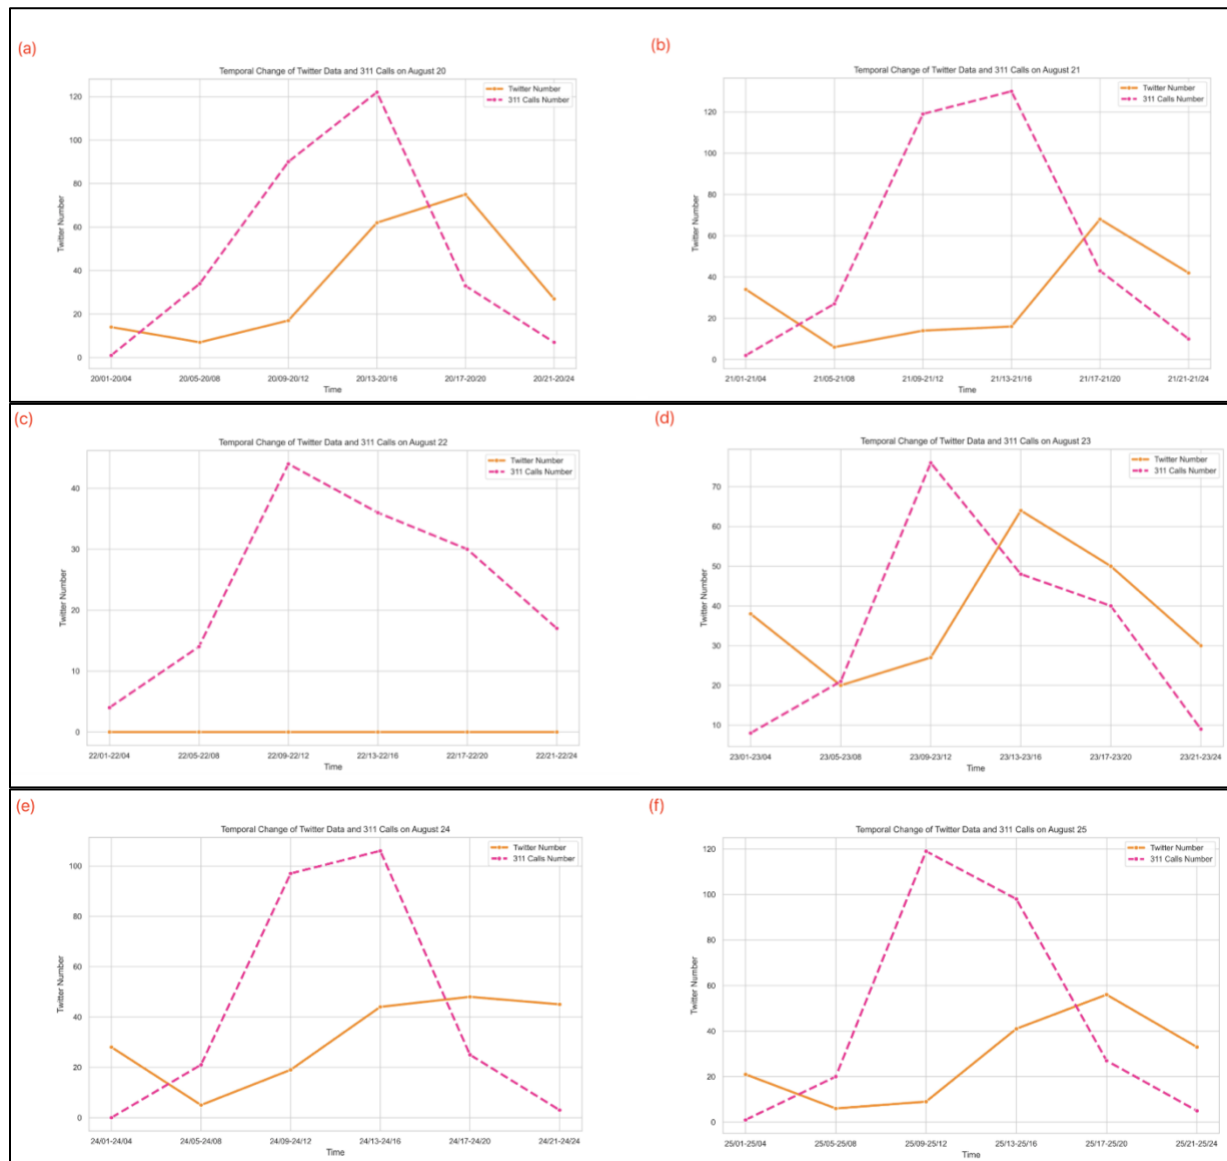 (a)
Temporal Change of Twitter Data and 311 Calls on August 20
Twitter Number
311 Calls Number
120
100
80
60
40
20
0
Twitter Number
20/01-20/04 20/05-20/08 20/09-20/12 20/13-20/16 20/17-20/20 20/21-20/24
Time
(b)
Temporal Change of Twitter Data and 311 Calls on August 21
Twitter Number
311 Calls Number
120
100
80
60
40
20
0
Twitter Number
21/01-21/04 21/05-21/08 21/09-21/12 21/13-21/16 21/17-21/20 21/21-21/24
Time
(c)
Temporal Change of Twitter Data and 311 Calls on August 22
Twitter Number
311 Calls Number
40
30
20
10
0
Twitter Number
22/01-22/04 22/05-22/08 22/09-22/12 22/13-22/16 22/17-22/20 22/21-22/24
Time
(d)
Temporal Change of Twitter Data and 311 Calls on August 23
Twitter Number
311 Calls Number
70
60
50
40
30
20
10
Twitter Number
23/01-23/04 23/05-23/08 23/09-23/12 23/13-23/16 23/17-23/20 23/21-23/24
Time
(e)
Temporal Change of Twitter Data and 311 Calls on August 24
Twitter Number
311 Calls Number
100
80
60
40
20
0
Twitter Number
24/01-24/04 24/05-24/08 24/09-24/12 24/13-24/16 24/17-24/20 24/21-24/24
Time
(f)
Temporal Change of Twitter Data and 311 Calls on August 25
Twitter Number
311 Calls Number
120
100
80
60
40
20
0
Twitter Number
25/01-25/04 25/05-25/08 25/09-25/12 25/13-25/16 25/17-25/20 25/21-25/24
Time